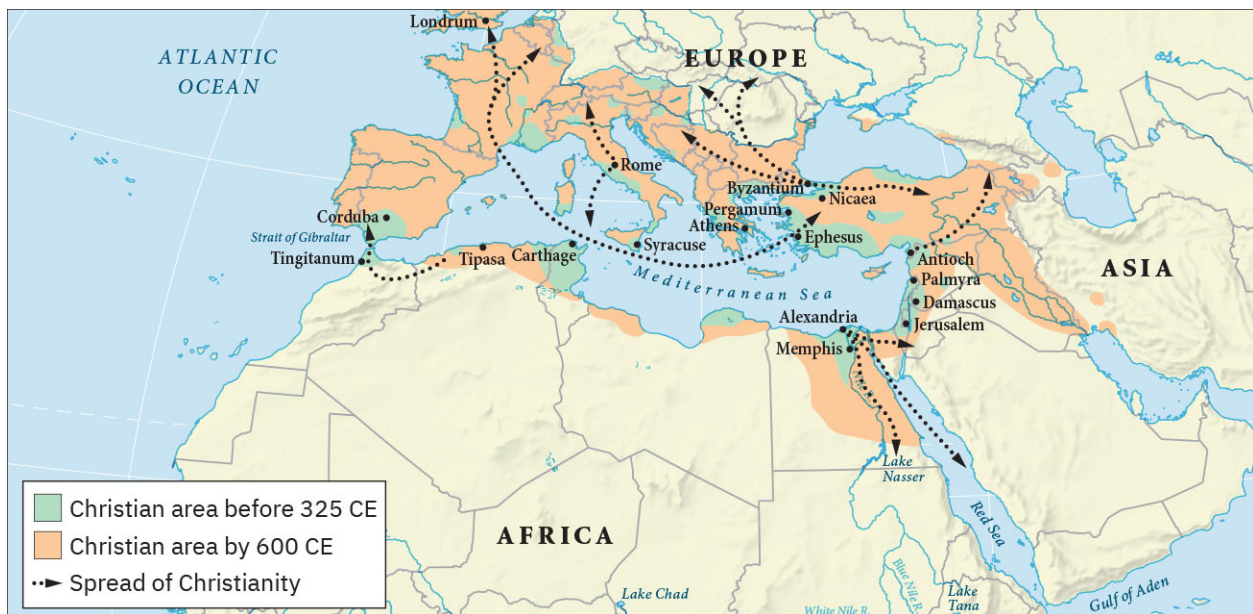 Londrum
ATLANTIC
OCEAN
EUROPE
Rome
Byzantium
Nicaea
Pergamum
Corduba
Athens
Ephesus
Strait of Gibraltar
Syracuse
Tingitanum
Tipasa
Carthage
Antioch
Mediterranean Sea
ASIA
Palmyra
Damascus
Alexandria
Jerusalem
Memphis
Nile R.
Lake
Nasser
Red Sea
AFRICA
Lake Chad
Blue Nile R.
White Nile R.
Lake
Tana
Gulf of Aden
Christian area before 325 CE
Christian area by 600 CE
Spread of Christianity